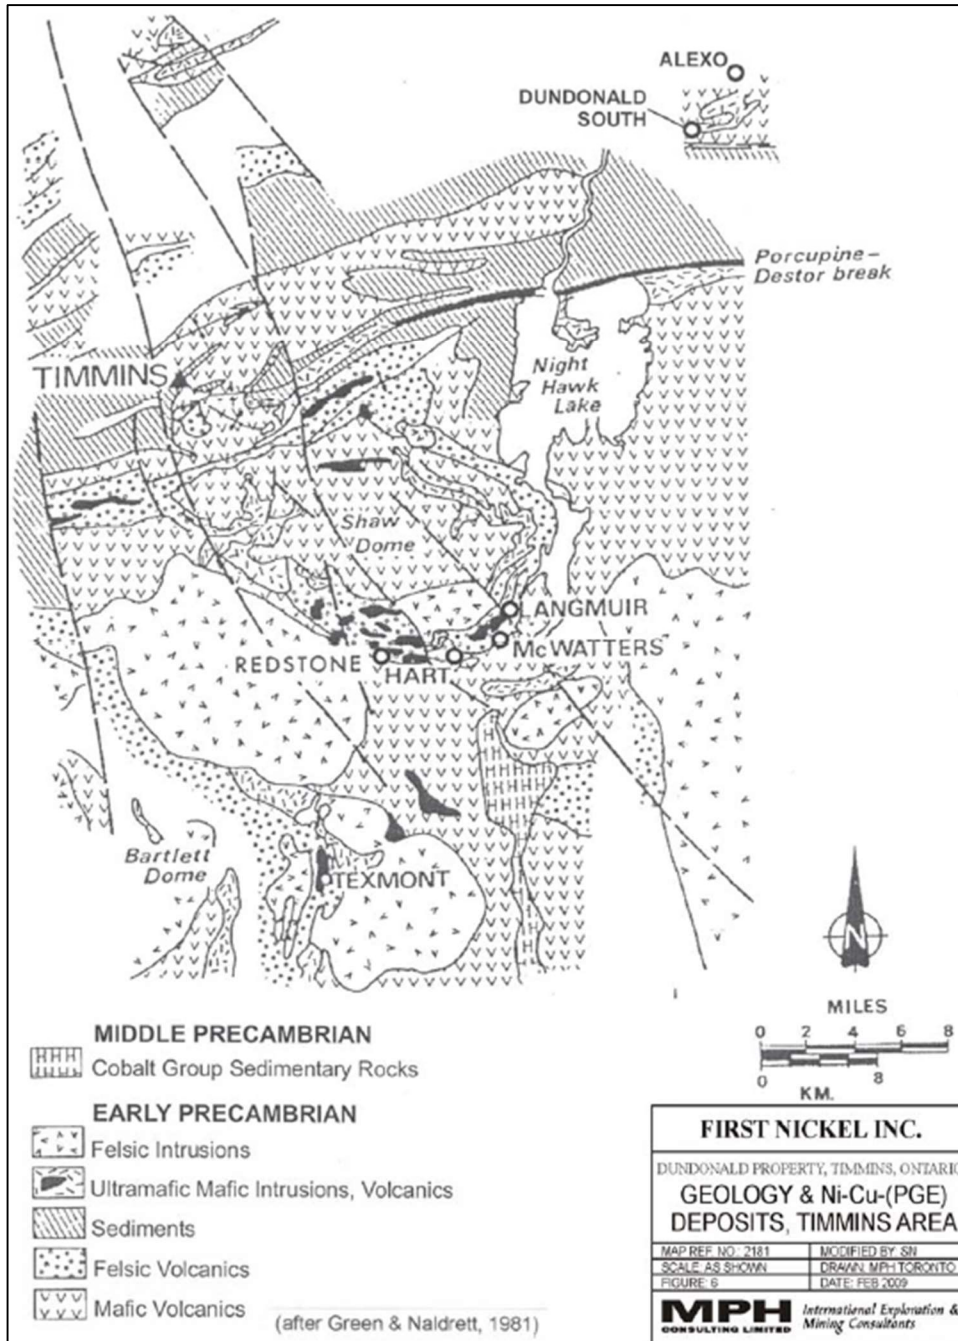 ALEXO
DUNDONALD
SOUTH
Porcupine–
Destor break
TIMMINS
Night
Hawk
Lake
Shaw
Dome
LANGMUIR
McWATTERS
REDSTONE
HART
Bartlett
Dome
TEXMONT
N
MILES
0 2 4 6 8
0 8
KM.
MIDDLE PRECAMBRIAN
Cobalt Group Sedimentary Rocks
EARLY PRECAMBRIAN
Felsic Intrusions
Ultramafic Mafic Intrusions, Volcanics
Sediments
Felsic Volcanics
Mafic Volcanics
(after Green & Naldrett, 1981)
FIRST NICKEL INC.
DUNDONALD PROPERTY, TIMMINS, ONTARIO
GEOLOGY & Ni-Cu-(PGE)
DEPOSITS, TIMMINS AREA
MAP REF. NO.: 2181 MODIFIED BY: SN
SCALE: AS SHOWN DRAWN: MPH TORONTO
FIGURE: 6 DATE: FEB 2009
MPH International Exploration &
CONSULTING LIMITED Mining Consultants